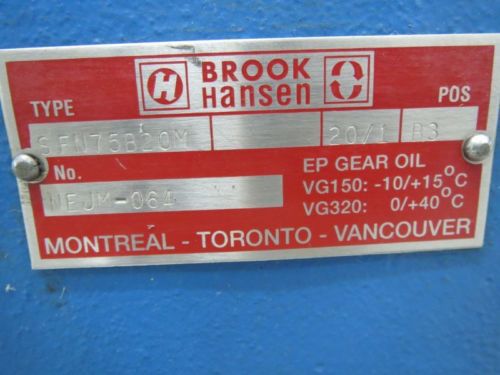 H
BROOK
Hansen
TYPE
POS
SFN75B20M 20/1 B3
No.
NEJM-064
EP GEAR OIL
VG150: -10/+15°C
VG320: 0/+40°C
MONTREAL - TORONTO - VANCOUVER